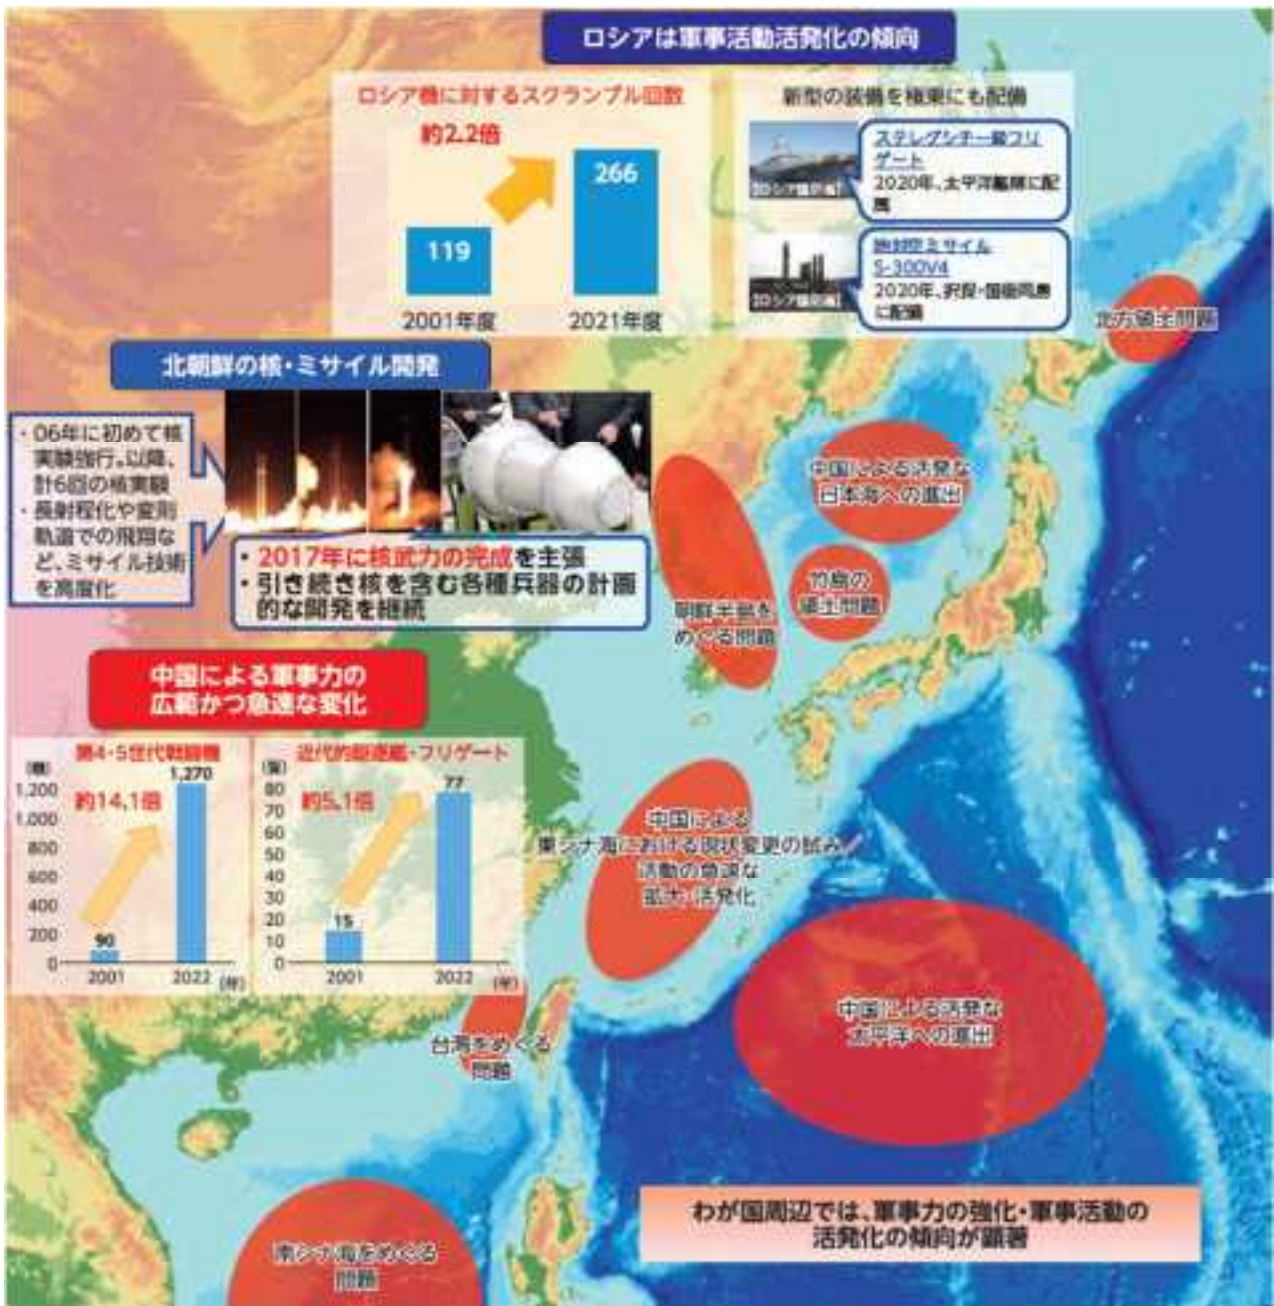 ロシアは軍事活動活発化の傾向
ロシア機に対するスクランブル回数
約2.2倍
119
266
2001年度
2021年度
新型の装備を極東にも配備
ステレグシチー級フリ
ゲート
2020年、太平洋艦隊に配
属
【ロシア国防省】
地対空ミサイル
S-300V4
2020年、択捉・国後両島
に配備
【ロシア国防省】
北方領土問題
北朝鮮の核・ミサイル開発
・06年に初めて核
実験強行。以降、
計6回の核実験
・長射程化や変則
軌道での飛翔な
ど、ミサイル技術
を高度化
・2017年に核武力の完成を主張
・引き続き核を含む各種兵器の計画
的な開発を継続
中国による活発な
日本海への進出
竹島の
領土問題
朝鮮半島を
めぐる問題
中国による軍事力の
広範かつ急速な変化
第4・5世代戦闘機
(機)
約14.1倍
1,270
1,200
1,000
800
600
400
200
0
90
2001
2022
(年)
近代的駆逐艦・フリゲート
(隻)
約5.1倍
77
80
70
60
50
40
30
20
10
0
15
2001
2022
(年)
中国による
東シナ海における現状変更の試み／
活動の急速な
拡大・活発化
中国による活発な
太平洋への進出
台湾をめぐる
問題
南シナ海をめぐる
問題
わが国周辺では、軍事力の強化・軍事活動の
活発化の傾向が顕著